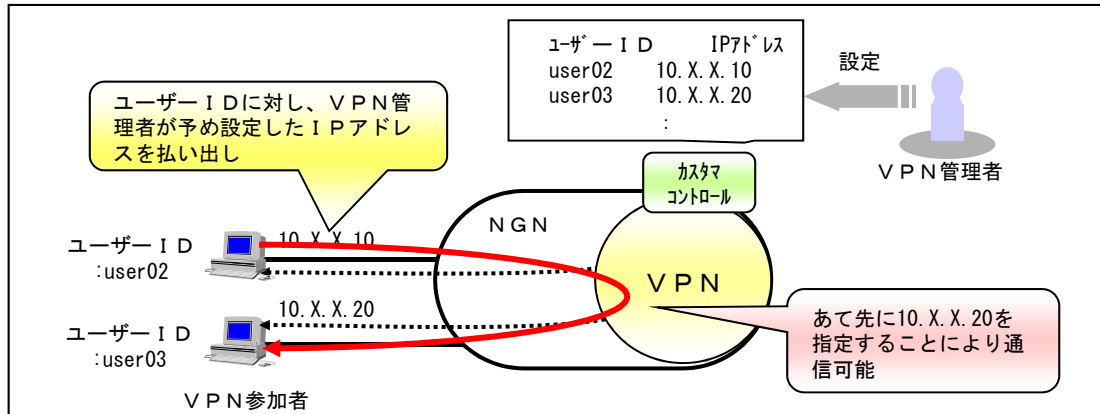 ﾕｰｻﾞｰＩＤ IPｱﾄﾞﾚｽ
user02 10.X.X.10
user03 10.X.X.20
:
設定
ＶＰＮ管理者
ユーザーＩＤに対し、ＶＰＮ管
理者が予め設定したＩＰアドレ
スを払い出し
ｶｽﾀﾏ
ｺﾝﾄﾛｰﾙ
ＮＧＮ
ＶＰＮ
ユーザーＩＤ
:user02
10.X.X.10
ユーザーＩＤ
:user03
10.X.X.20
ＶＰＮ参加者
あて先に10.X.X.20を
指定することにより通
信可能